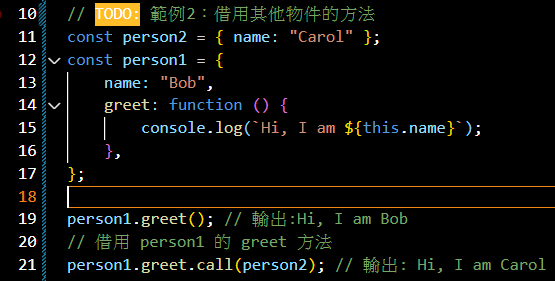 10 // TODO: 範例2：借用其他物件的方法
11 const person2 = { name: "Carol" };
12 const person1 = {
13     name: "Bob",
14     greet: function () {
15         console.log(`Hi, I am ${this.name}`);
16     },
17 };
18
19 person1.greet(); // 輸出:Hi, I am Bob
20 // 借用 person1 的 greet 方法
21 person1.greet.call(person2); // 輸出: Hi, I am Carol